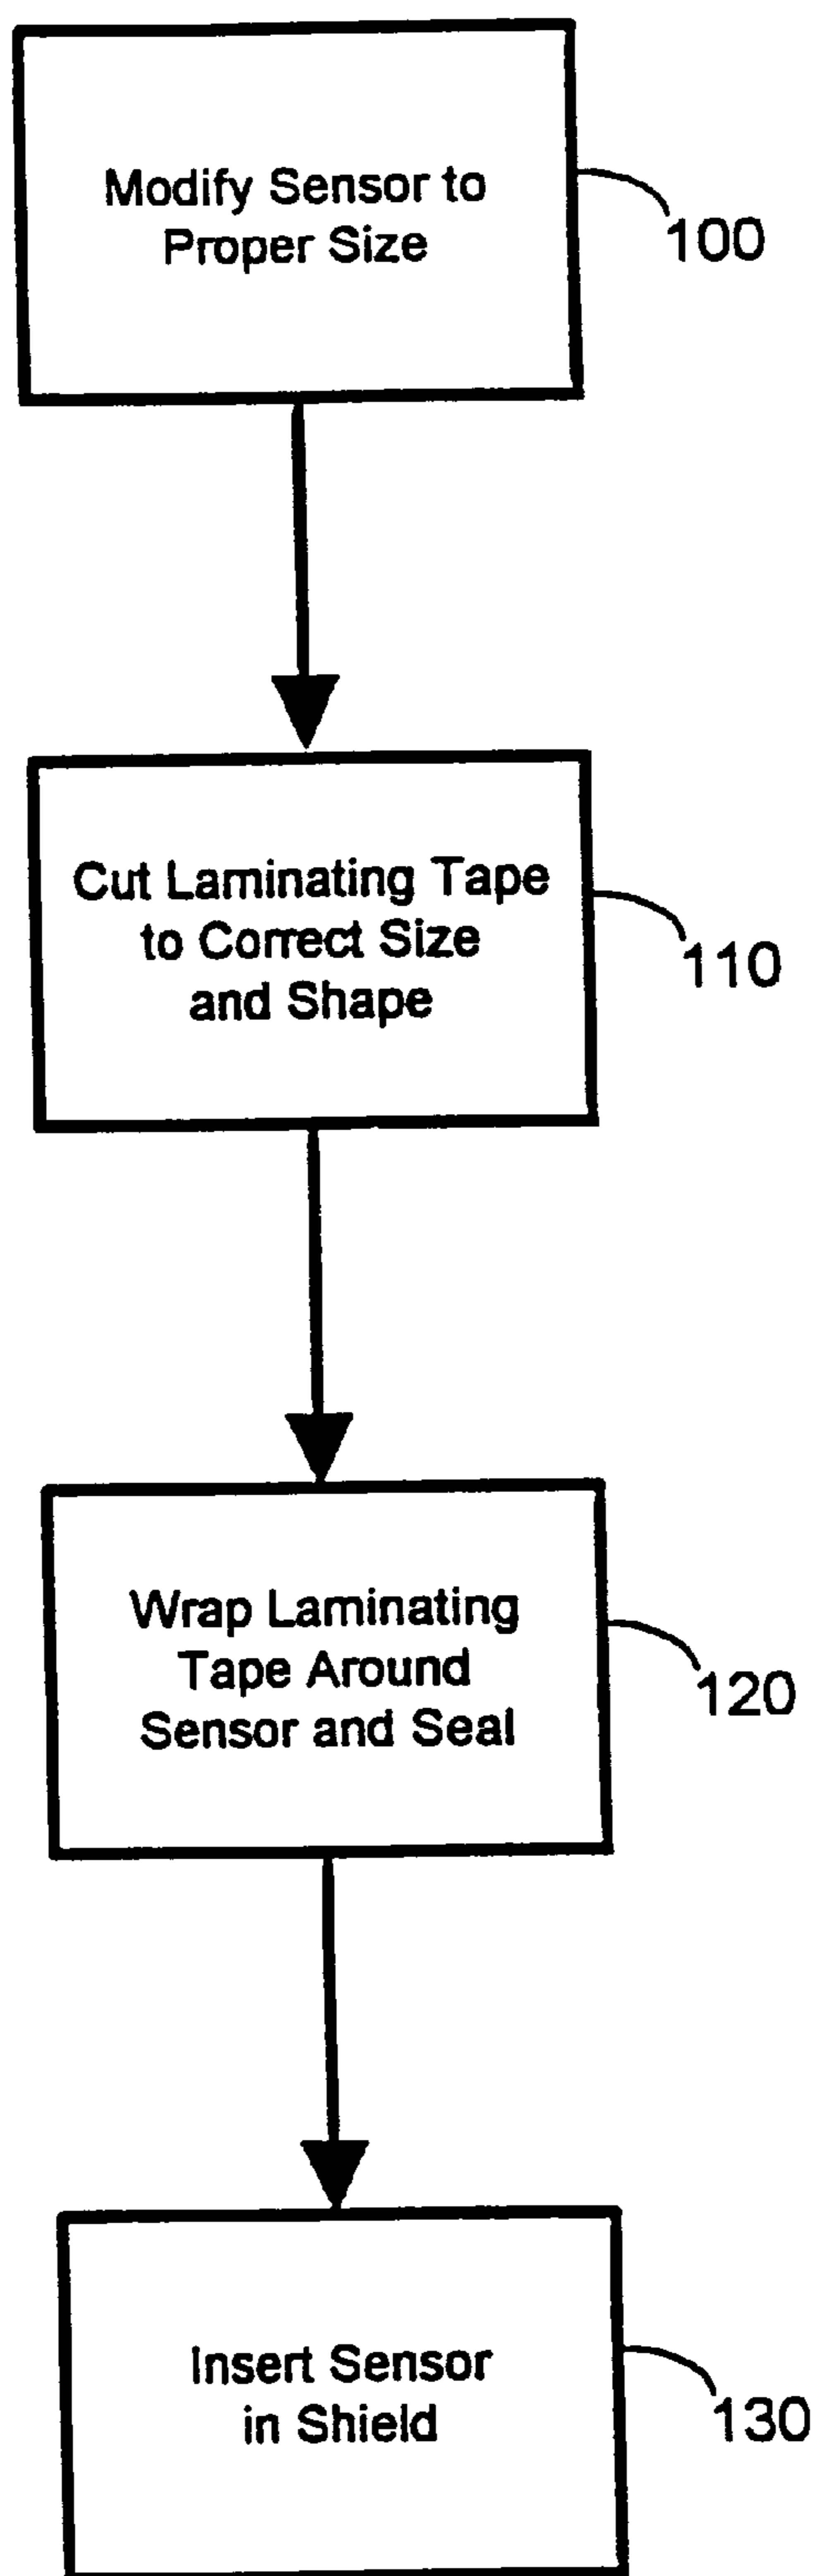 Modify Sensor to
Proper Size
100
Cut Laminating Tape
to Correct Size
and Shape
110
Wrap Laminating
Tape Around
Sensor and Seal
120
Insert Sensor
in Shield
130